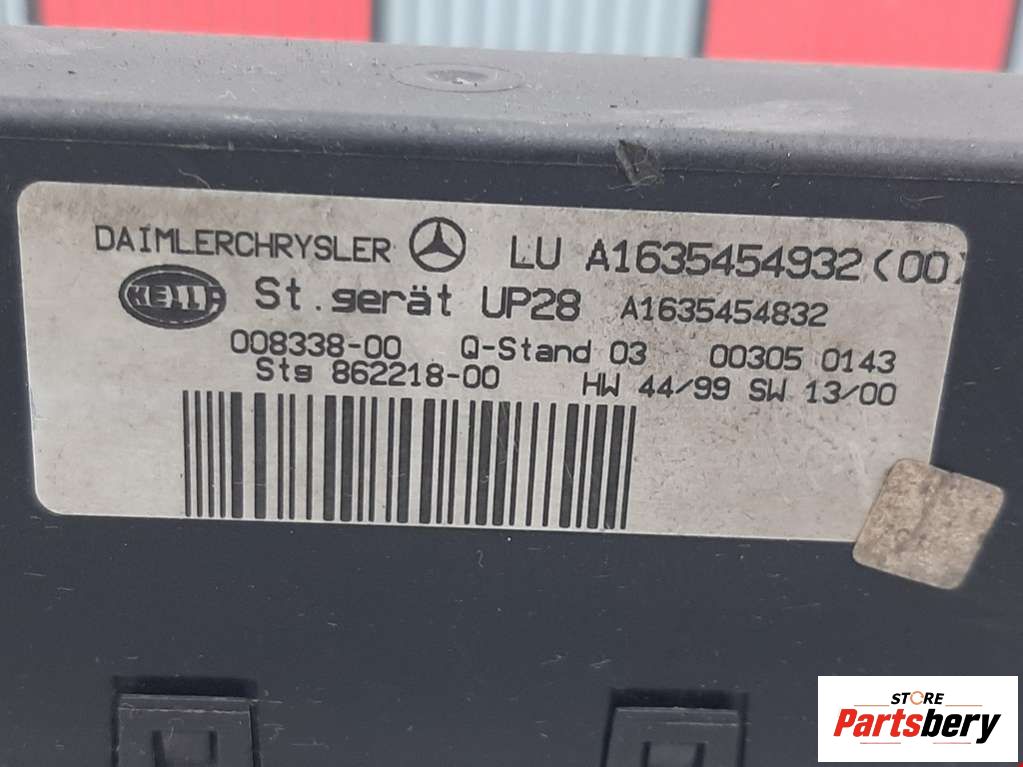 DAIMLERCHRYSLER LU A1635454932(00)
HELLA St.gerät UP28 A1635454832
008338-00 Q-Stand 03 00305 0143
Stg 862218-00 HW 44/99 SW 13/00
STORE
Partsbery